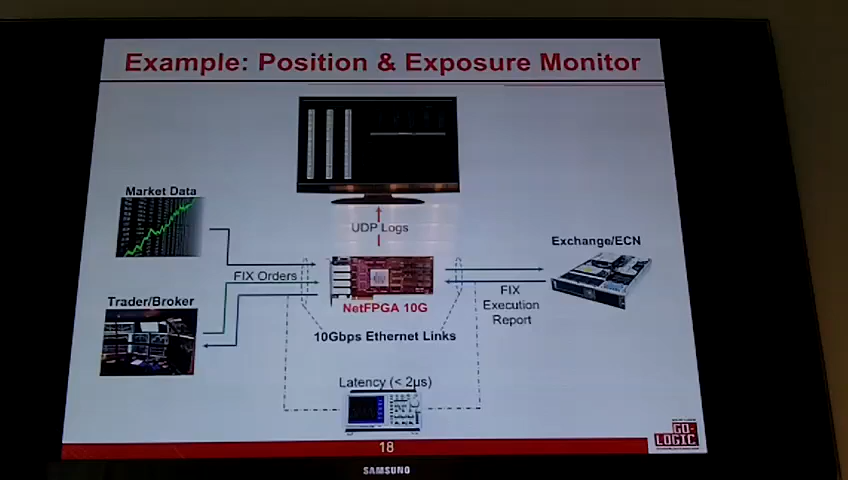 Example: Position & Exposure Monitor
Market Data
UDP Logs
Exchange/ECN
FIX Orders
Trader/Broker
NetFPGA 10G
FIX
Execution
Report
10Gbps Ethernet Links
Latency (< 2µs)
18
GO-
LOGIC
SAMSUNG